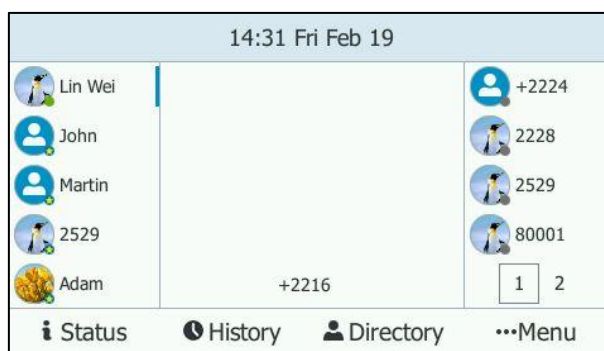 14:31 Fri Feb 19
Lin Wei
John
Martin
2529
Adam
+2216
+2224
2228
2529
80001
1 2
Status History Directory Menu